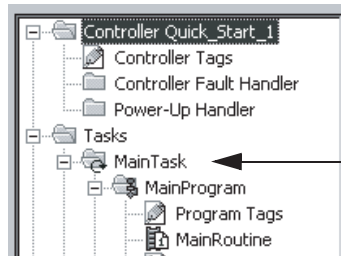 Controller Quick_Start_1
Controller Tags
Controller Fault Handler
Power-Up Handler
Tasks
MainTask
MainProgram
Program Tags
MainRoutine